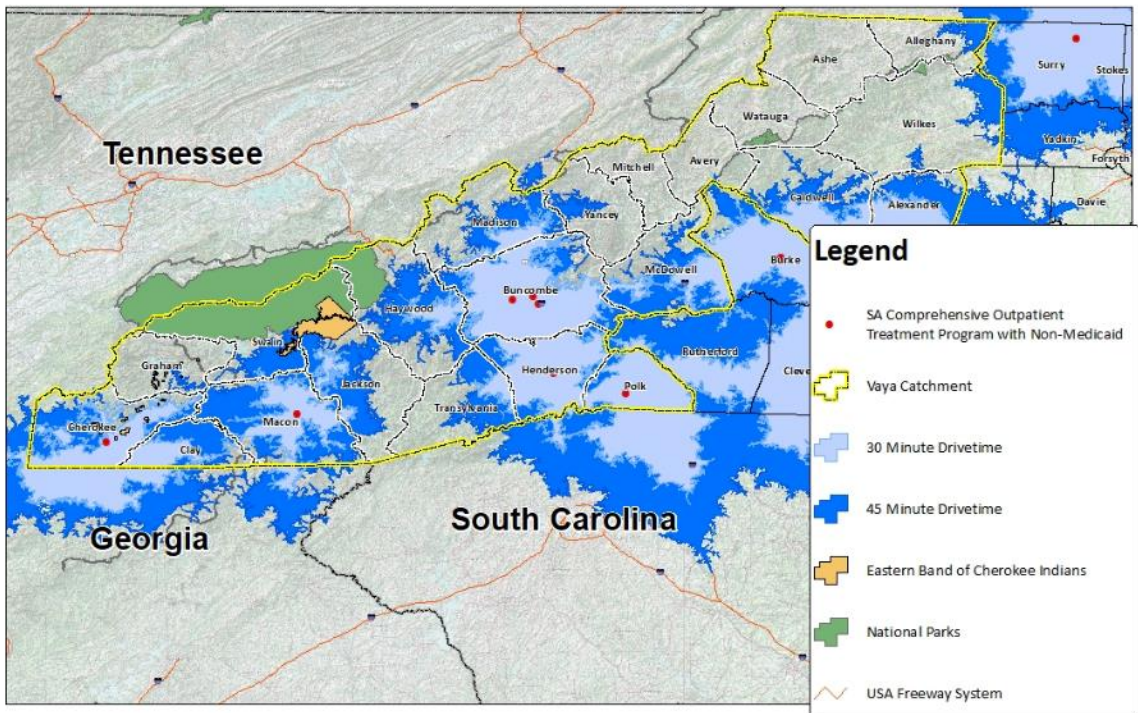 Alleghany
Ashe
Surry
Stokes
Watauga
Wilkes
Yadkin
Tennessee
Mitchell
Avery
Forsyth
Yancey
Caldwell
Alexander
Davie
Madison
McDowell
Burke
Buncombe
Haywood
Swain
Rutherford
Graham
Henderson
Cleve
Jackson
Polk
Transylvania
Macon
Cherokee
Clay
South Carolina
Georgia
Legend
SA Comprehensive Outpatient
Treatment Program with Non-Medicaid
Vaya Catchment
30 Minute Drivetime
45 Minute Drivetime
Eastern Band of Cherokee Indians
National Parks
USA Freeway System